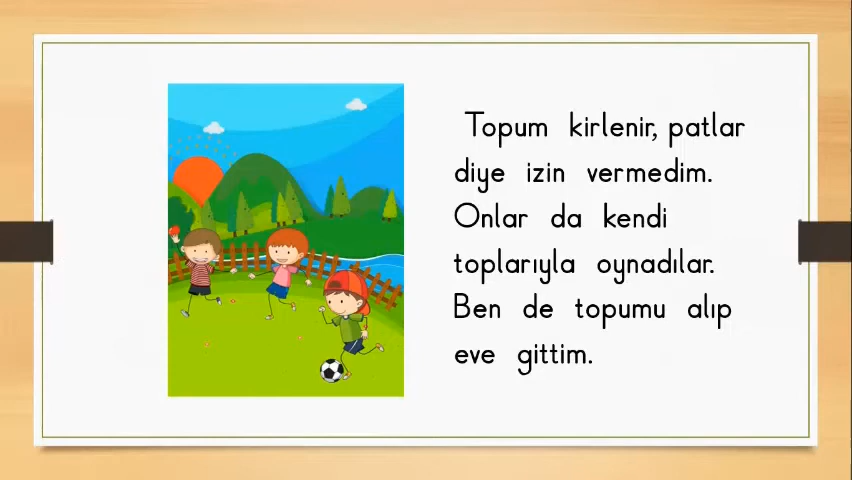 Topum kirlenir, patlar
diye izin vermedim.
Onlar da kendi
toplarıyla oynadılar.
Ben de topumu alıp
eve gittim.